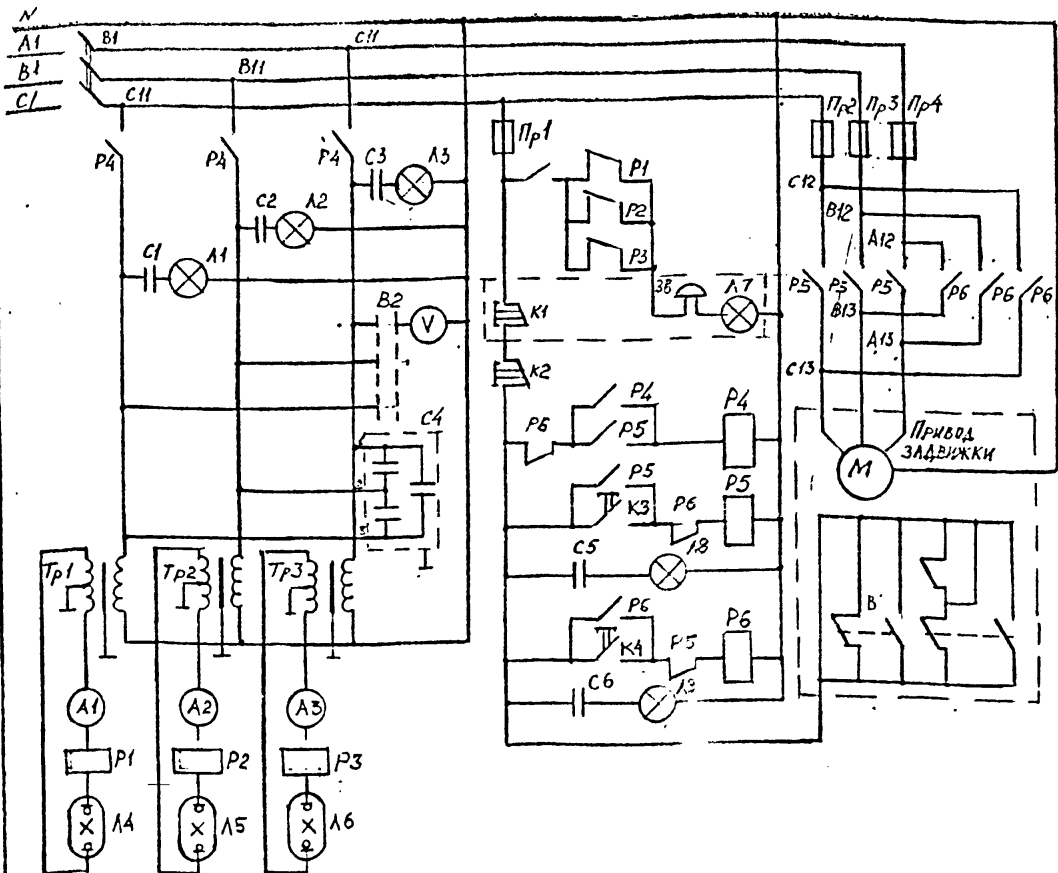 N
A1
B1
C1
B1
C11
B11
C11
P4
P4
P4
C3
Л3
C2
Л2
C1
Л1
B2
V
C4
Пр1
P1
P2
P3
ЗВ
Л7
K1
K2
P6
P4
P5
P4
P5
K3
P6
P5
C5
Л8
P6
K4
P5
P6
C6
Л9
Пр2
Пр3
Пр4
C12
B12
A12
P5
P5
P5
P6
P6
P6
B13
A13
C13
M
ПРИВОД
ЗАДВИЖКИ
B
Тр1
Тр2
Тр3
A1
A2
A3
P1
P2
P3
Л4
Л5
Л6